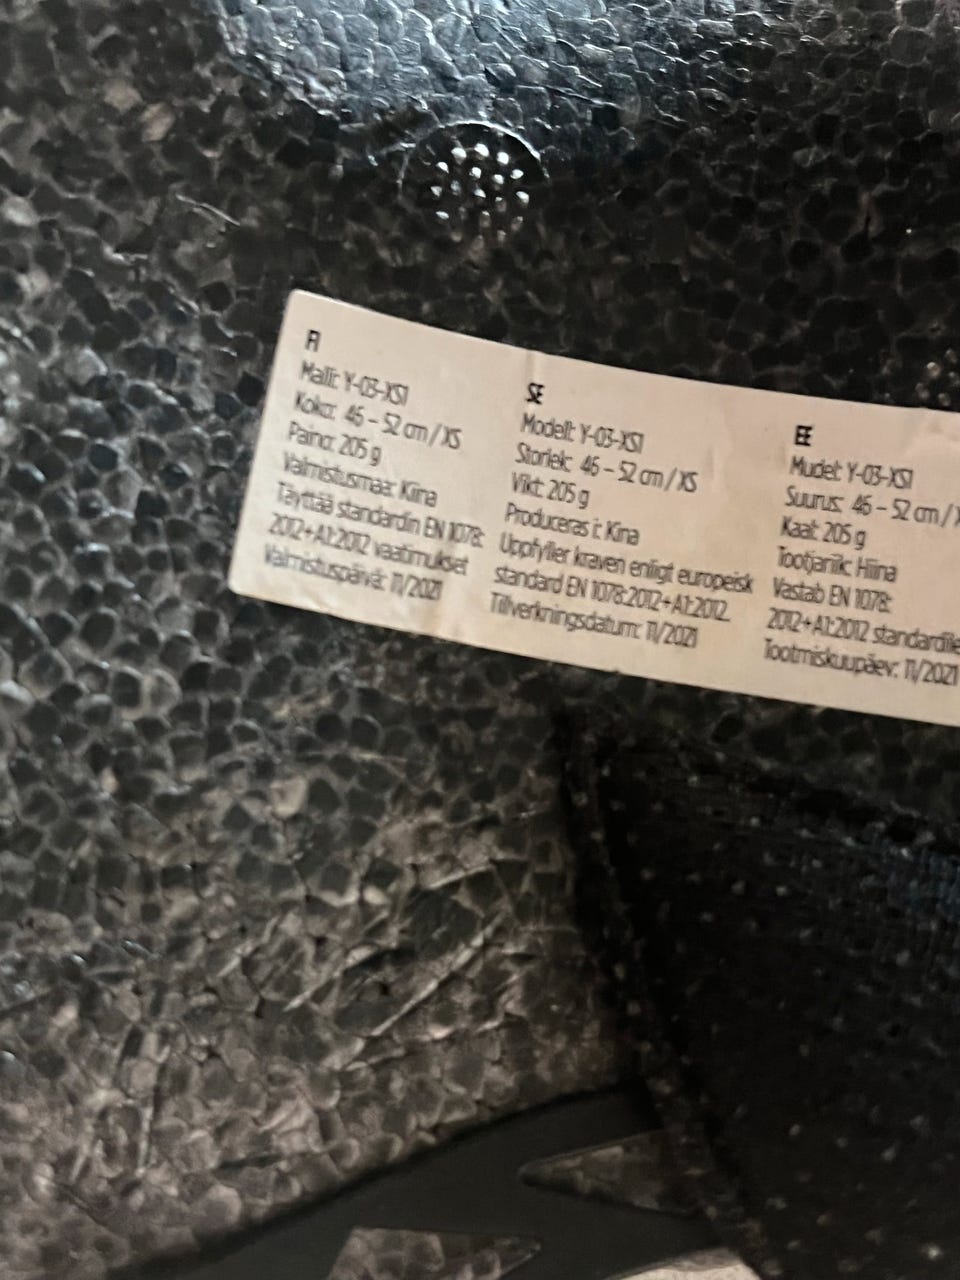 FI
Malli: Y-03-XS1
Koko: 46 – 52 cm / XS
Paino: 205 g
Valmistusmaa: Kiina
Täyttää standardin EN 1078:
2012+A1:2012 vaatimukset
Valmistuspäivä: 11/2021
SE
Modell: Y-03-XS1
Storlek: 46 – 52 cm / XS
Vikt: 205 g
Produceras i: Kina
Uppfyller kraven enligt europeisk
standard EN 1078:2012+A1:2012.
Tillverkningsdatum: 11/2021
EE
Mudel: Y-03-XS1
Suurus: 46 – 52 cm /
Kaal: 205 g
Tootjariik: Hiina
Vastab EN 1078:
2012+A1:2012 standardile
Tootmiskuupäev: 11/2021